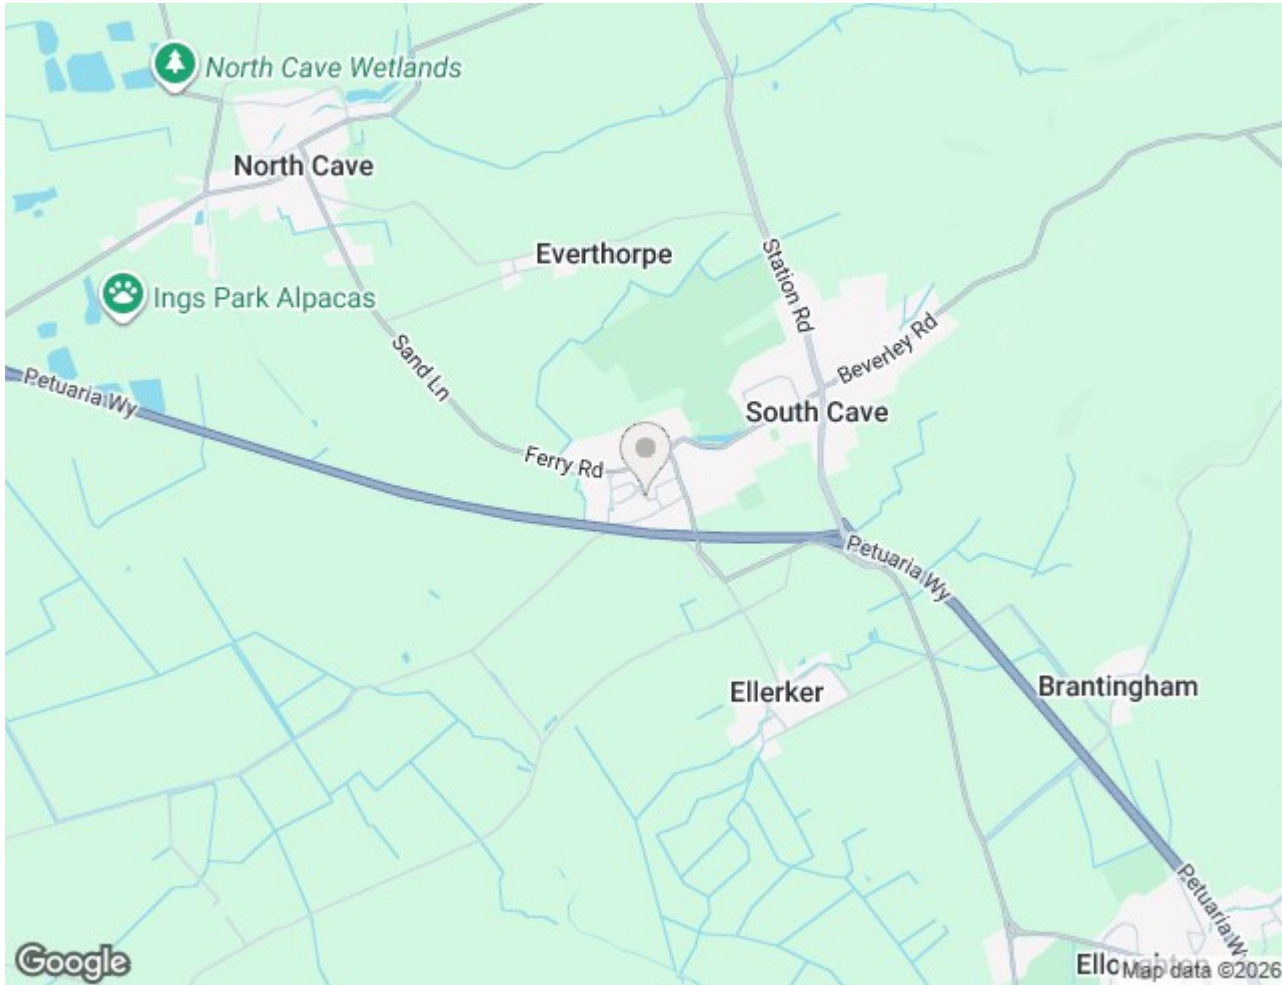 North Cave Wetlands
North Cave
Everthorpe
Station Rd
Ings Park Alpacas
Sand Ln
Beverley Rd
Petuaria Wy
South Cave
Ferry Rd
Petuaria Wy
Ellerker
Brantingham
Petuaria W
Google
Map data ©2026